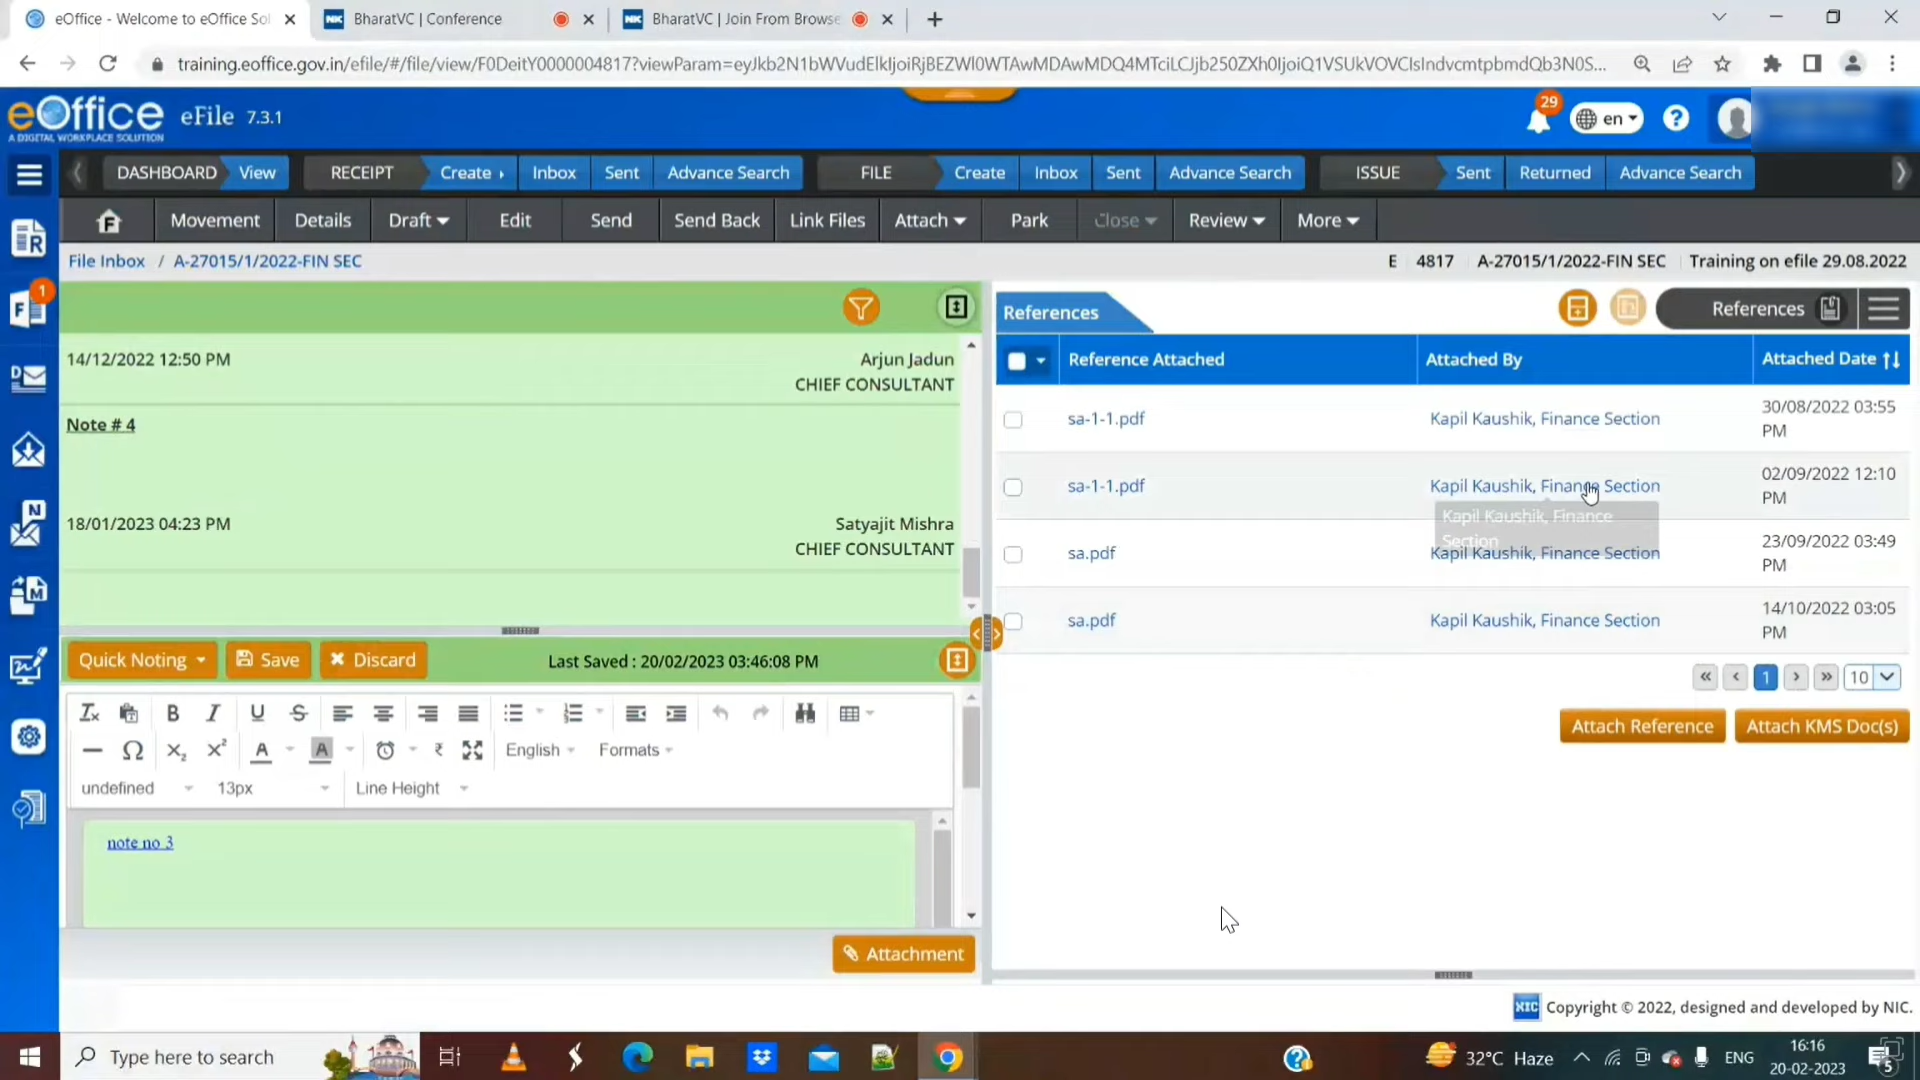 eOffice - Welcome to eOffice Sol
BharatVC | Conference
BharatVC | Join From Browse
training.eoffice.gov.in/efile/#/file/view/F0DeitY0000004817?viewParam=
eOffice
A DIGITAL WORKPLACE SOLUTION
eFile 7.3.1
29
en
DASHBOARD View RECEIPT Create Inbox Sent Advance Search FILE Create Inbox Sent Advance Search ISSUE Sent Returned Advance Search
Movement Details Draft Edit Send Send Back Link Files Attach Park Close Review More
File Inbox / A-27015/1/2022-FIN SEC
E 4817 A-27015/1/2022-FIN SEC Training on efile 29.08.2022
1
14/12/2022 12:50 PM
Arjun Jadun
CHIEF CONSULTANT
Note # 4
18/01/2023 04:23 PM
Satyajit Mishra
CHIEF CONSULTANT
References
References
Reference Attached Attached By Attached Date
sa-1-1.pdf Kapil Kaushik, Finance Section 30/08/2022 03:55
PM
sa-1-1.pdf Kapil Kaushik, Finance Section 02/09/2022 12:10
PM
Kapil Kaushik, Finance
Section
sa.pdf Kapil Kaushik, Finance Section 23/09/2022 03:49
PM
sa.pdf Kapil Kaushik, Finance Section 14/10/2022 03:05
PM
« ‹ 1 › » 10
Attach Reference Attach KMS Doc(s)
Quick Noting Save Discard Last Saved : 20/02/2023 03:46:08 PM
English Formats
undefined 13px Line Height
note no 3
Attachment
NIC Copyright © 2022, designed and developed by NIC.
Type here to search
32°C Haze
ENG
16:16
20-02-2023
5